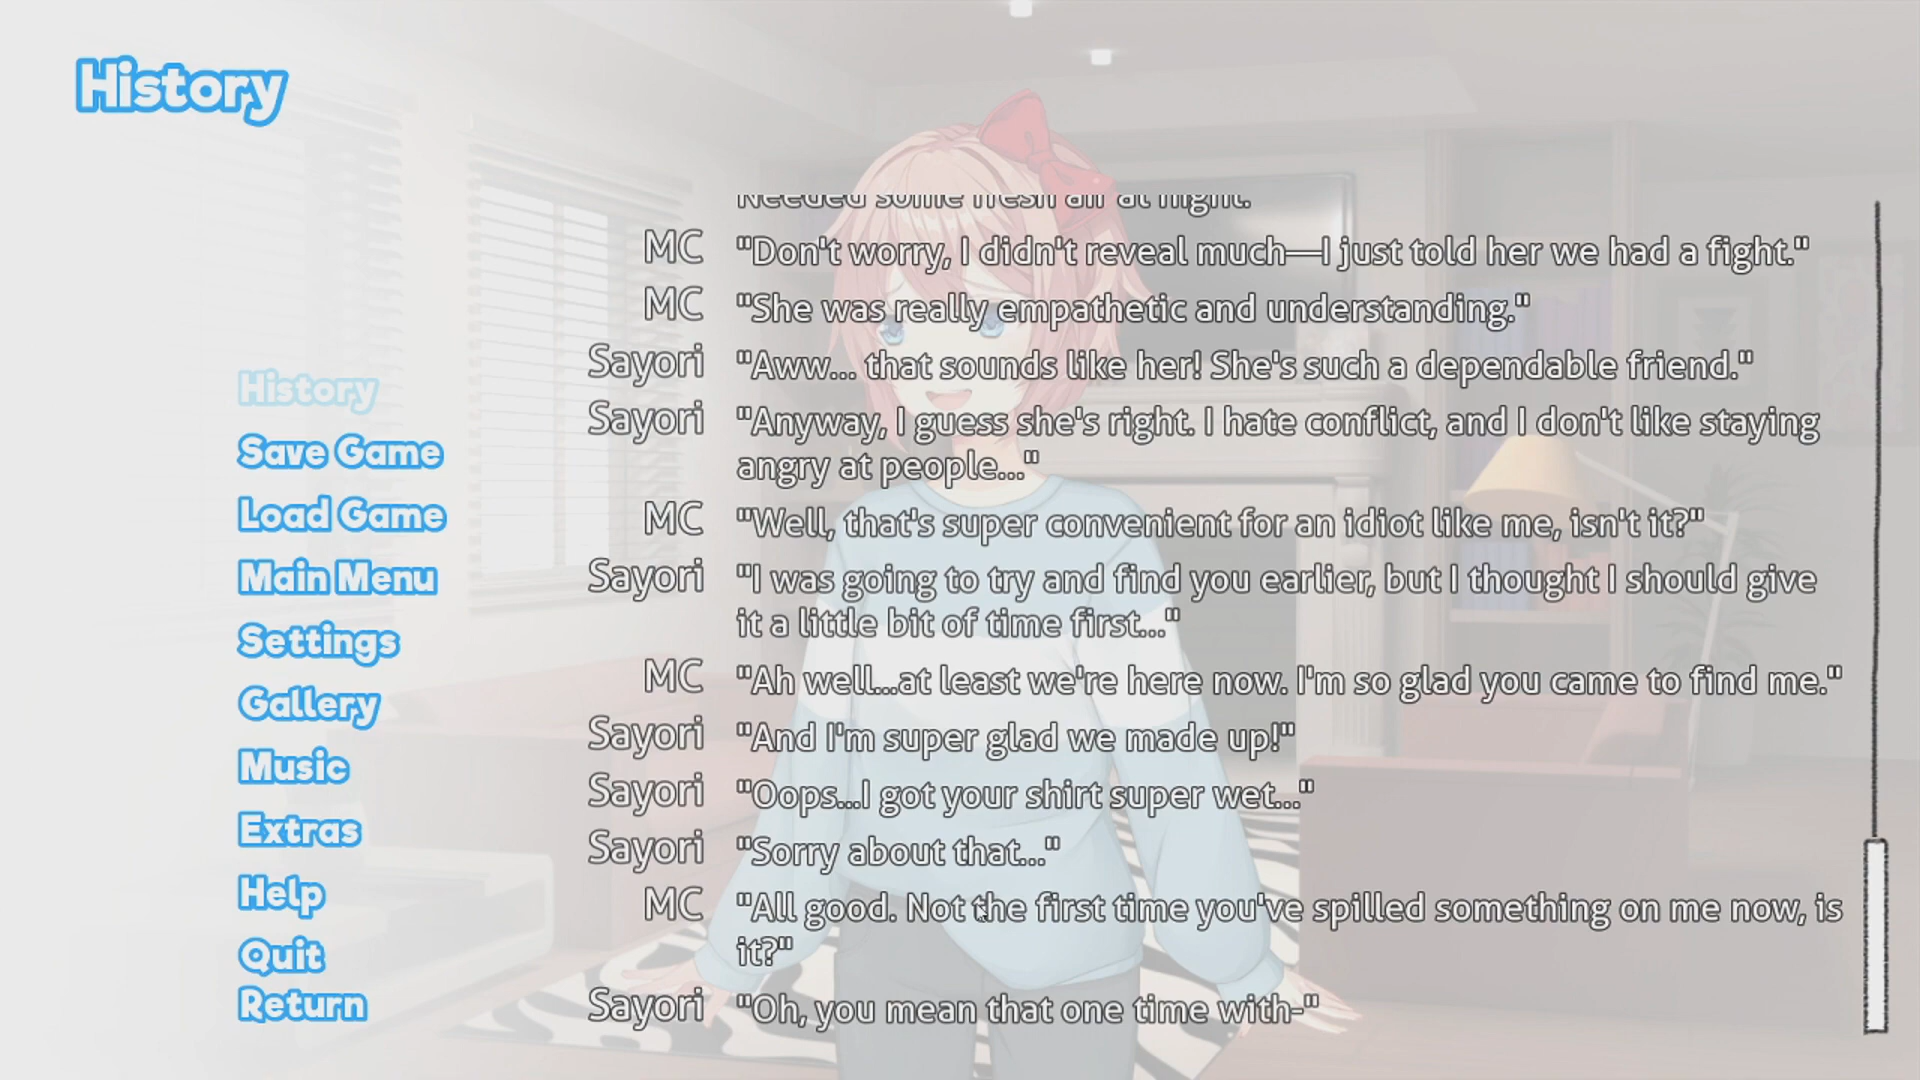 History
Needed some fresh air at night.
MC "Don't worry, I didn't reveal much—I just told her we had a fight."
MC "She was really empathetic and understanding."
Sayori "Aww... that sounds like her! She's such a dependable friend."
Sayori "Anyway, I guess she's right. I hate conflict, and I don't like staying
angry at people..."
MC "Well, that's super convenient for an idiot like me, isn't it?"
Sayori "I was going to try and find you earlier, but I thought I should give
it a little bit of time first..."
MC "Ah well...at least we're here now. I'm so glad you came to find me."
Sayori "And I'm super glad we made up!"
Sayori "Oops...I got your shirt super wet..."
Sayori "Sorry about that..."
MC "All good. Not the first time you've spilled something on me now, is
it?"
Sayori "Oh, you mean that one time with-"
History
Save Game
Load Game
Main Menu
Settings
Gallery
Music
Extras
Help
Quit
Return